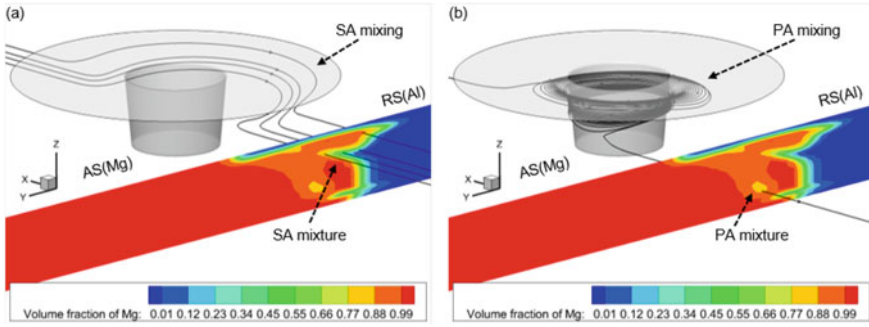 (a)
SA mixing
RS(Al)
AS(Mg)
Z
X
Y
SA mixture
Volume fraction of Mg: 0.01 0.12 0.23 0.34 0.45 0.55 0.66 0.77 0.88 0.99
(b)
PA mixing
RS(Al)
AS(Mg)
Z
X
Y
PA mixture
Volume fraction of Mg: 0.01 0.12 0.23 0.34 0.45 0.55 0.66 0.77 0.88 0.99